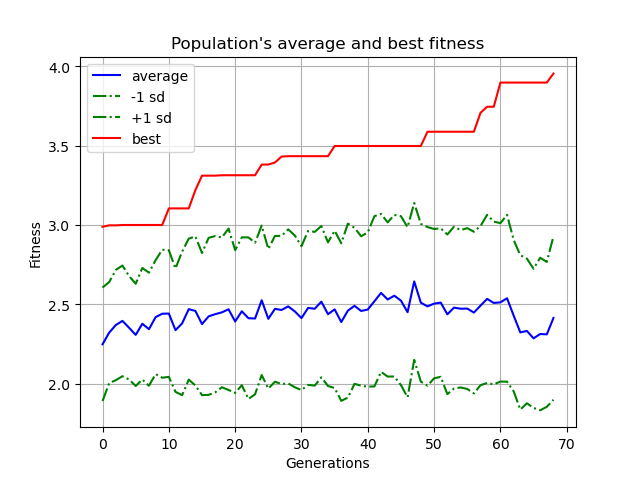 Population's average and best fitness
average
-1 sd
+1 sd
best
Fitness
4.0
3.5
3.0
2.5
2.0
0 10 20 30 40 50 60 70
Generations